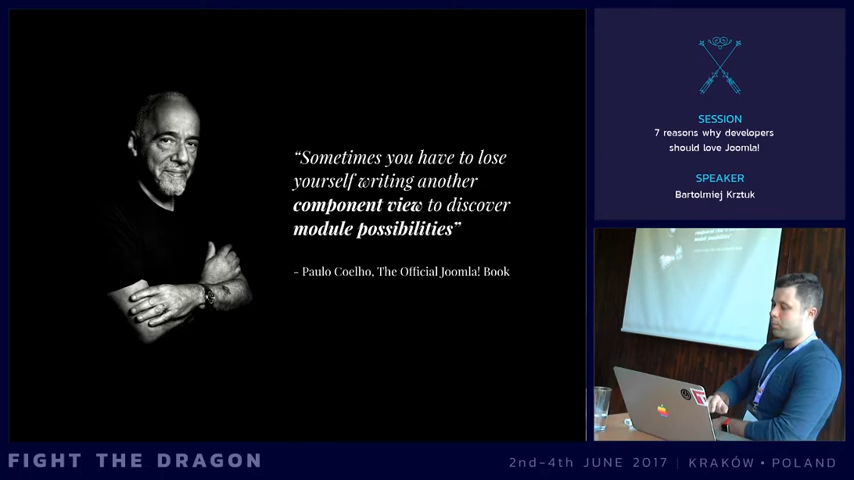 “Sometimes you have to lose
yourself writing another
component view to discover
module possibilities”
- Paulo Coelho, The Official Joomla! Book
SESSION
7 reasons why developers
should love Joomla!
SPEAKER
Bartolmiej Krztuk
FIGHT THE DRAGON
2nd-4th JUNE 2017 | KRAKÓW • POLAND